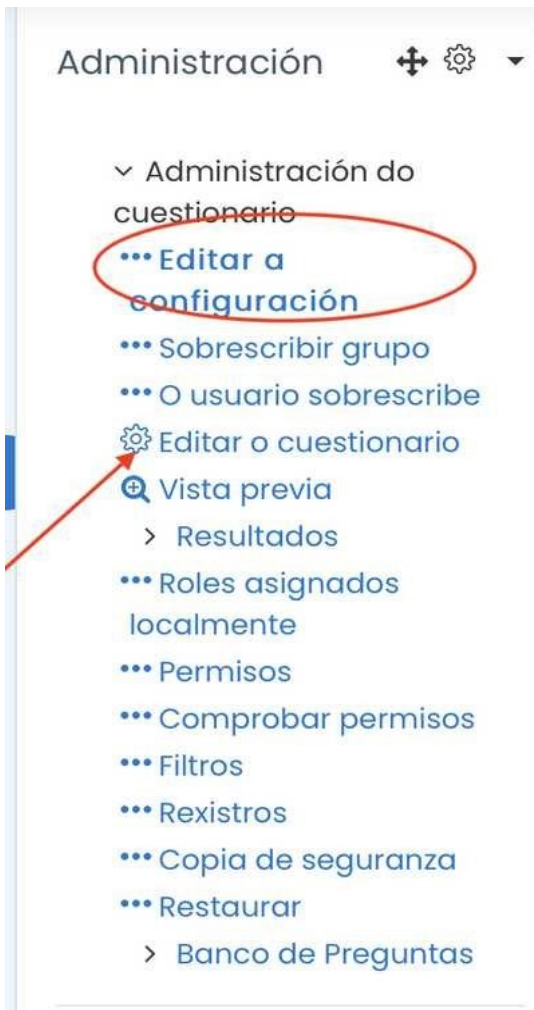 Administración
Administración do
cuestionario
Editar a
configuración
Sobrescribir grupo
O usuario sobrescribe
Editar o cuestionario
Vista previa
Resultados
Roles asignados
localmente
Permisos
Comprobar permisos
Filtros
Rexistros
Copia de seguranza
Restaurar
Banco de Preguntas